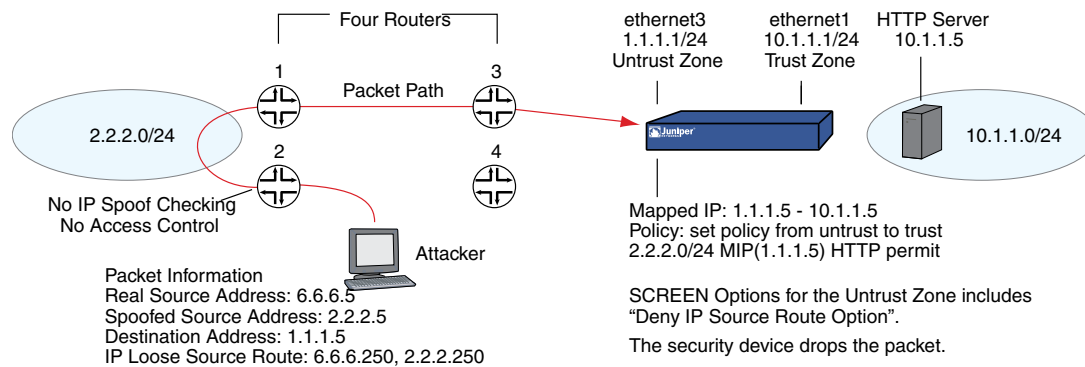 Four Routers
ethernet3
1.1.1.1/24
Untrust Zone
ethernet1
10.1.1.1/24
Trust Zone
HTTP Server
10.1.1.5
1
3
Packet Path
2.2.2.0/24
Juniper
10.1.1.0/24
2
4
No IP Spoof Checking
No Access Control
Attacker
Mapped IP: 1.1.1.5 - 10.1.1.5
Policy: set policy from untrust to trust
2.2.2.0/24 MIP(1.1.1.5) HTTP permit
Packet Information
Real Source Address: 6.6.6.5
Spoofed Source Address: 2.2.2.5
Destination Address: 1.1.1.5
IP Loose Source Route: 6.6.6.250, 2.2.2.250
SCREEN Options for the Untrust Zone includes
“Deny IP Source Route Option”.
The security device drops the packet.